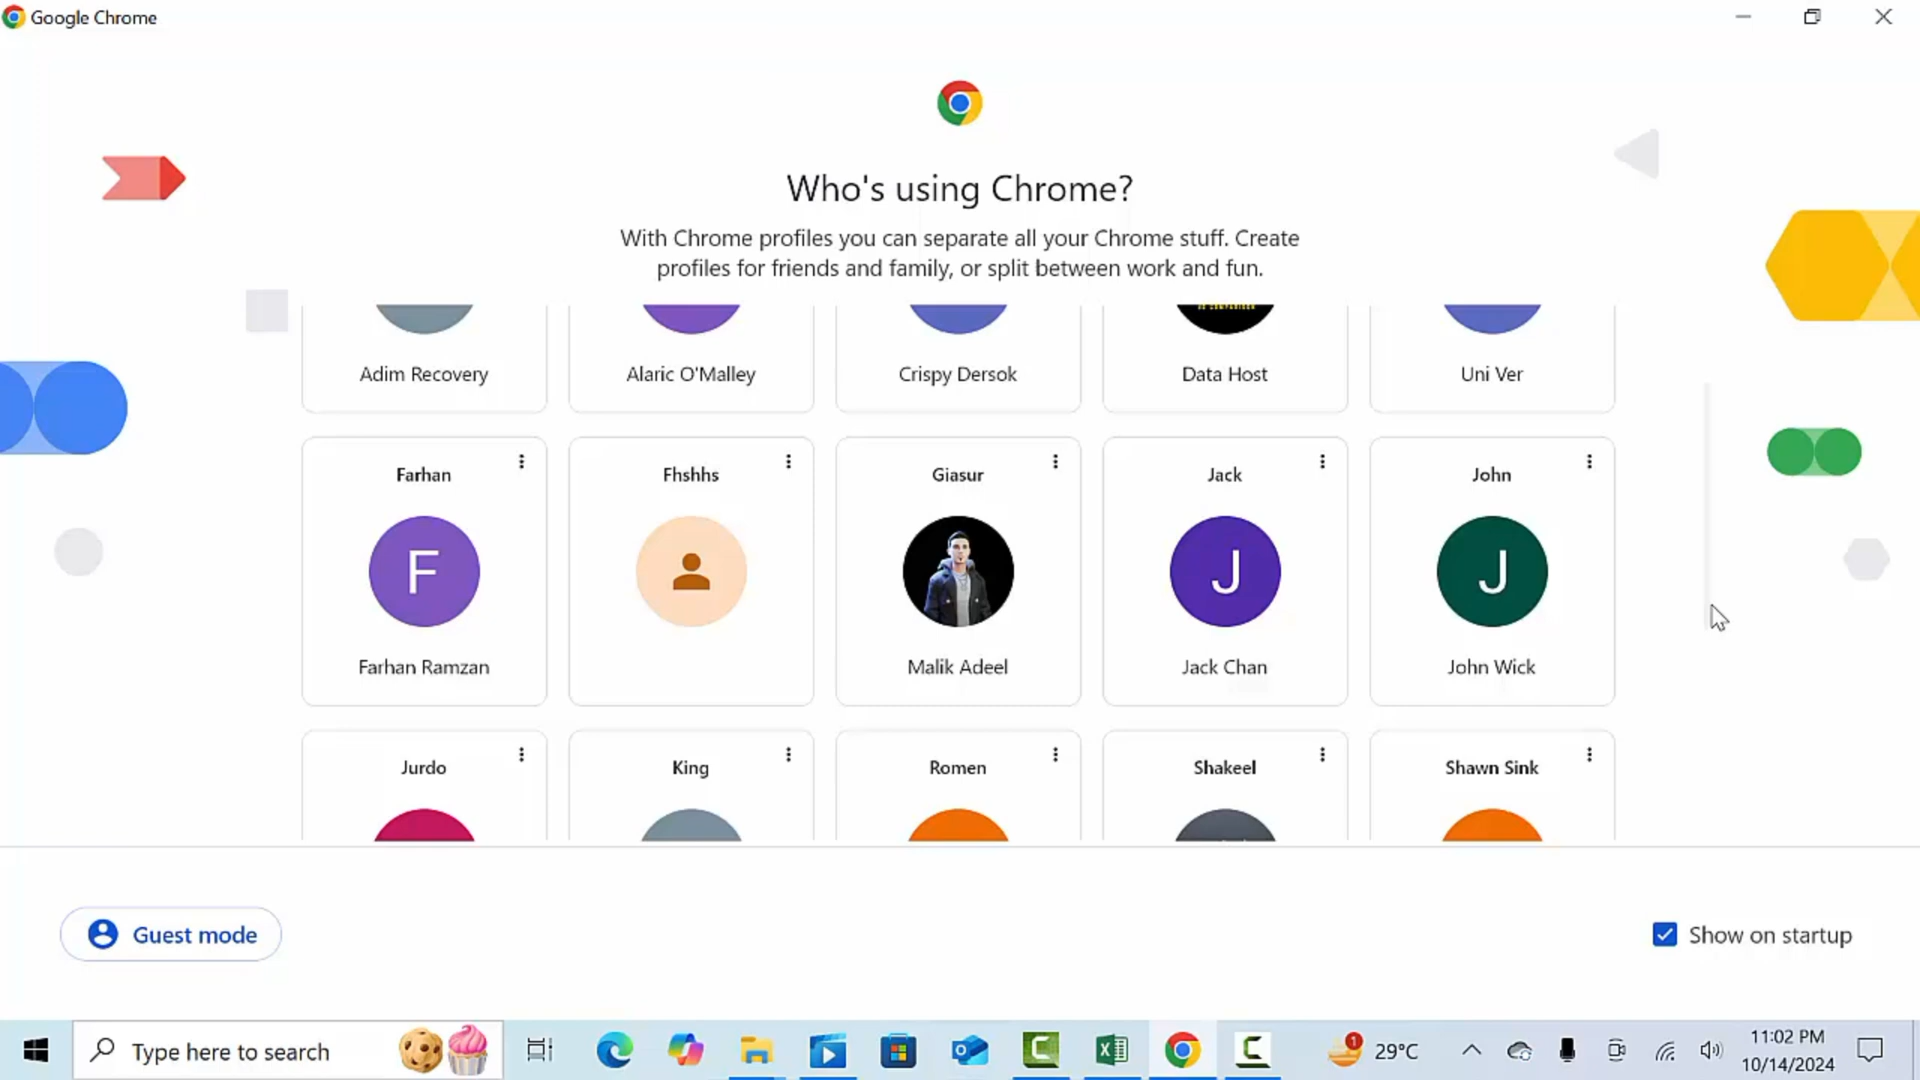 Google Chrome
Who's using Chrome?
With Chrome profiles you can separate all your Chrome stuff. Create
profiles for friends and family, or split between work and fun.
Adim Recovery
Alaric O'Malley
Crispy Dersok
Data Host
Uni Ver
Farhan
Fhshhs
Giasur
Jack
John
F
J
J
Farhan Ramzan
Malik Adeel
Jack Chan
John Wick
Jurdo
King
Romen
Shakeel
Shawn Sink
Guest mode
Show on startup
Type here to search
1
29°C
11:02 PM
10/14/2024